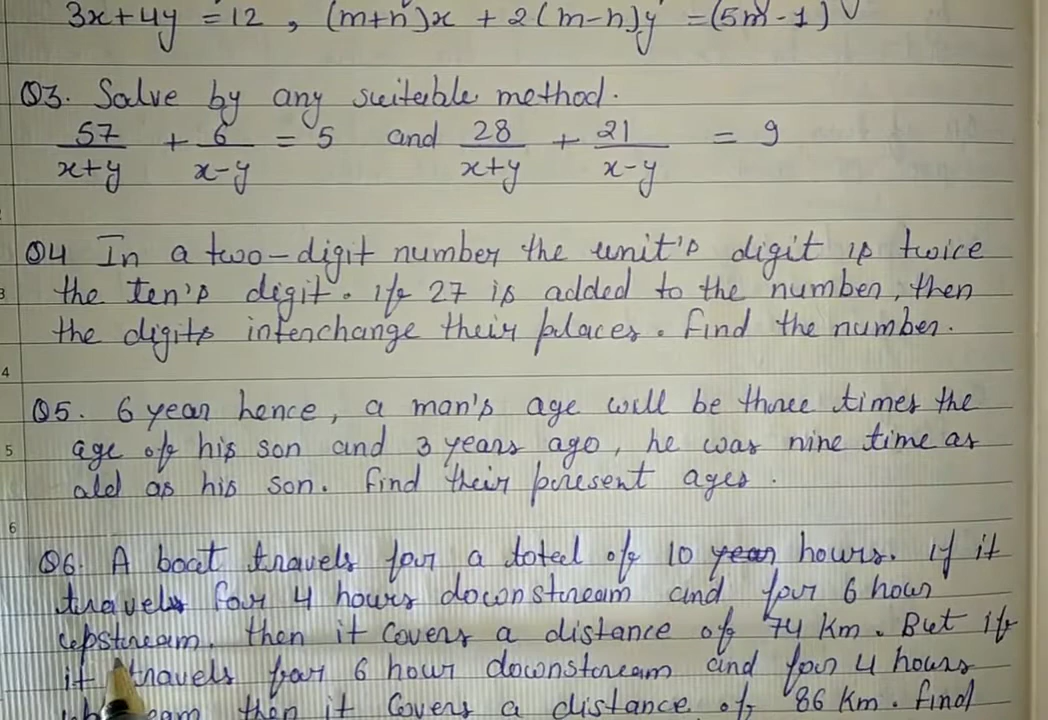 3x+4y = 12 , (m+n)x + 2(m-n)y = (5m-1)
Q3. Solve by any suitable method.
57/x+y + 6/x-y = 5 and 28/x+y + 21/x-y = 9
Q4 In a two-digit number the unit's digit is twice
3 the ten's digit. if 27 is added to the number, then
the digits interchange their places. Find the number.
4
Q5. 6 year hence, a man's age will be three times the
5 age of his son and 3 years ago, he was nine time as
old as his son. Find their present ages.
6
Q6. A boat travels for a total of 10 year hours. if it
travels for 4 hours downstream and for 6 hour
upstream, then it covers a distance of 74 Km. But if
it travels for 6 hour downstream and for 4 hours
then it Covers a distance of 86 Km. find